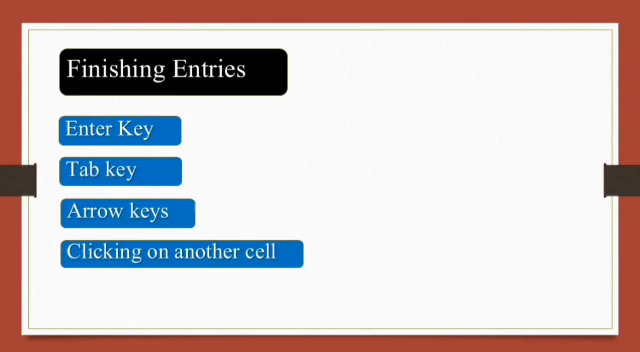 Finishing Entries
Enter Key
Tab key
Arrow keys
Clicking on another cell